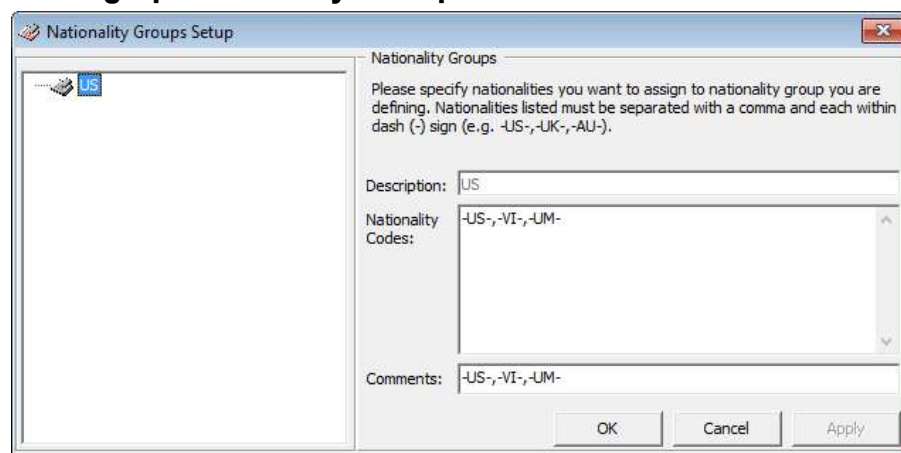 Nationality Groups Setup
US
Nationality Groups
Please specify nationalities you want to assign to nationality group you are
defining. Nationalities listed must be separated with a comma and each within
dash (-) sign (e.g. -US-,-UK-,-AU-).
Description: US
Nationality Codes: -US-,-VI-,-UM-
Comments: -US-,-VI-,-UM-
OK Cancel Apply